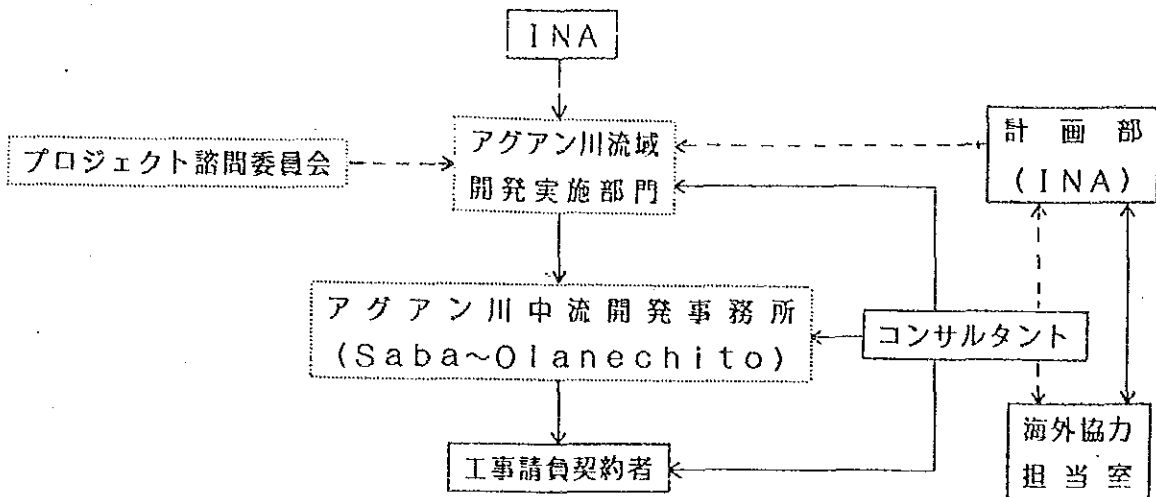 INA
アグアン川流域
開発実施部門
プロジェクト諮問委員会
計画部
(INA)
アグアン川中流開発事務所
(Saba~Olanechito)
コンサルタント
工事請負契約者
海外協力
担当室